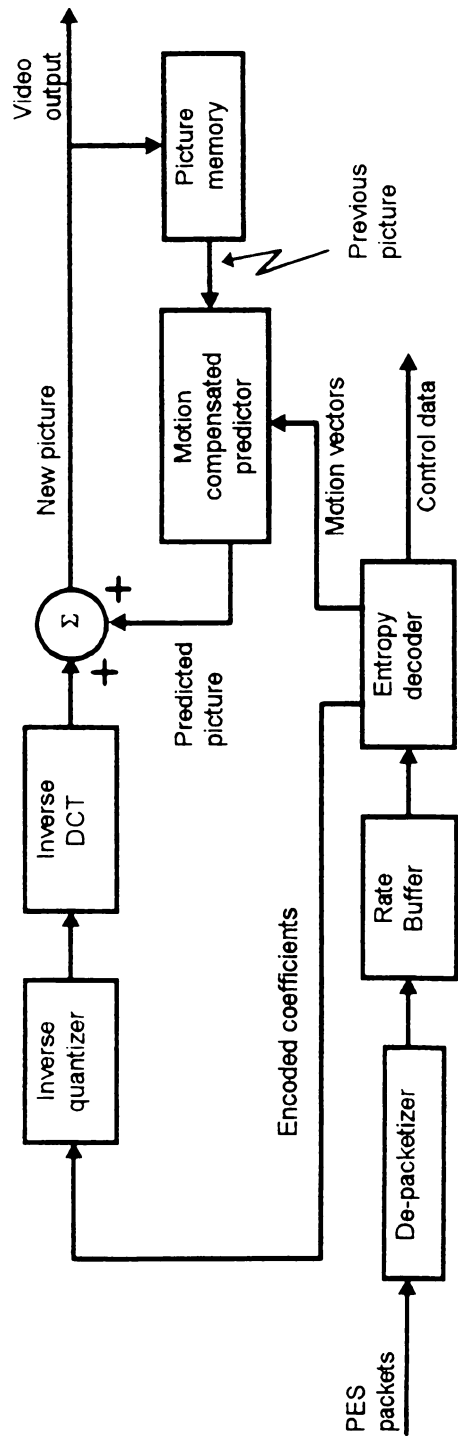 Video
output
New picture
Picture
memory
Previous
picture
Motion
compensated
predictor
Σ
+
+
Predicted
picture
Inverse
DCT
Inverse
quantizer
Motion vectors
Control data
Entropy
decoder
Encoded coefficients
Rate
Buffer
De-packetizer
PES
packets